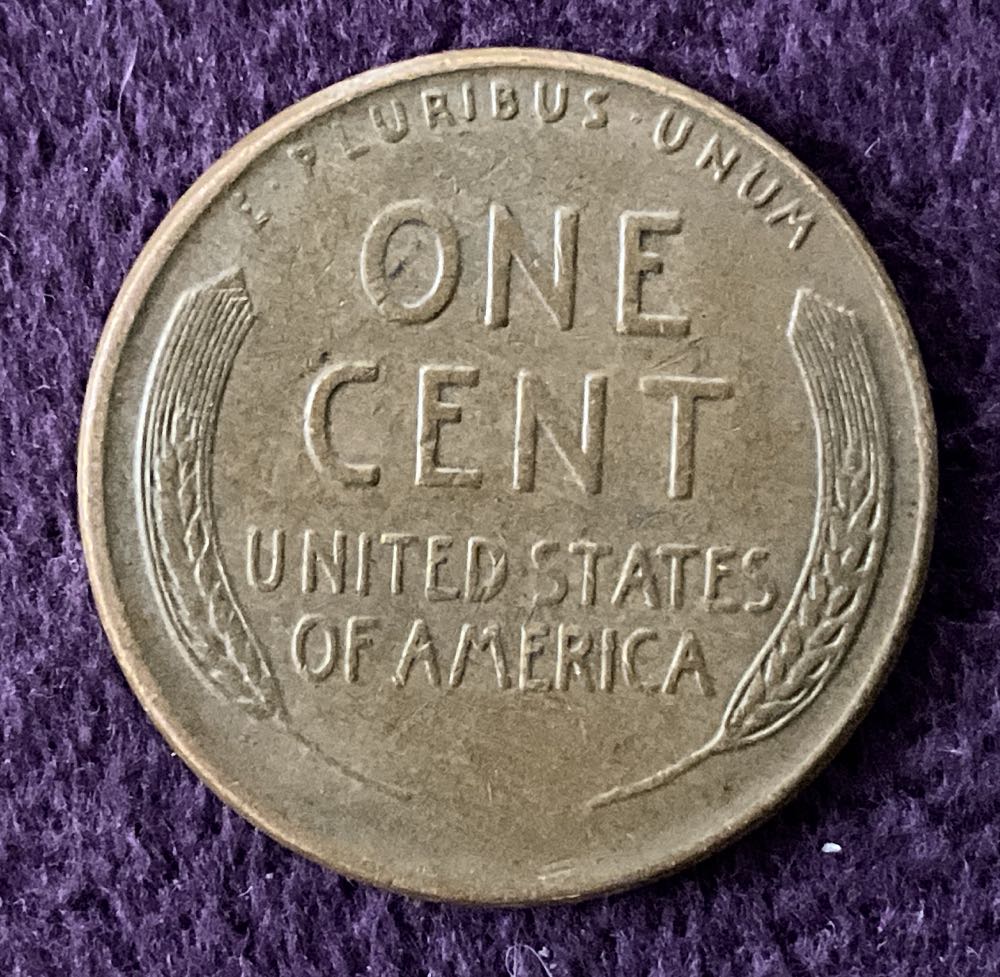 E · PLURIBUS · UNUM
ONE
CENT
UNITED STATES
OF AMERICA